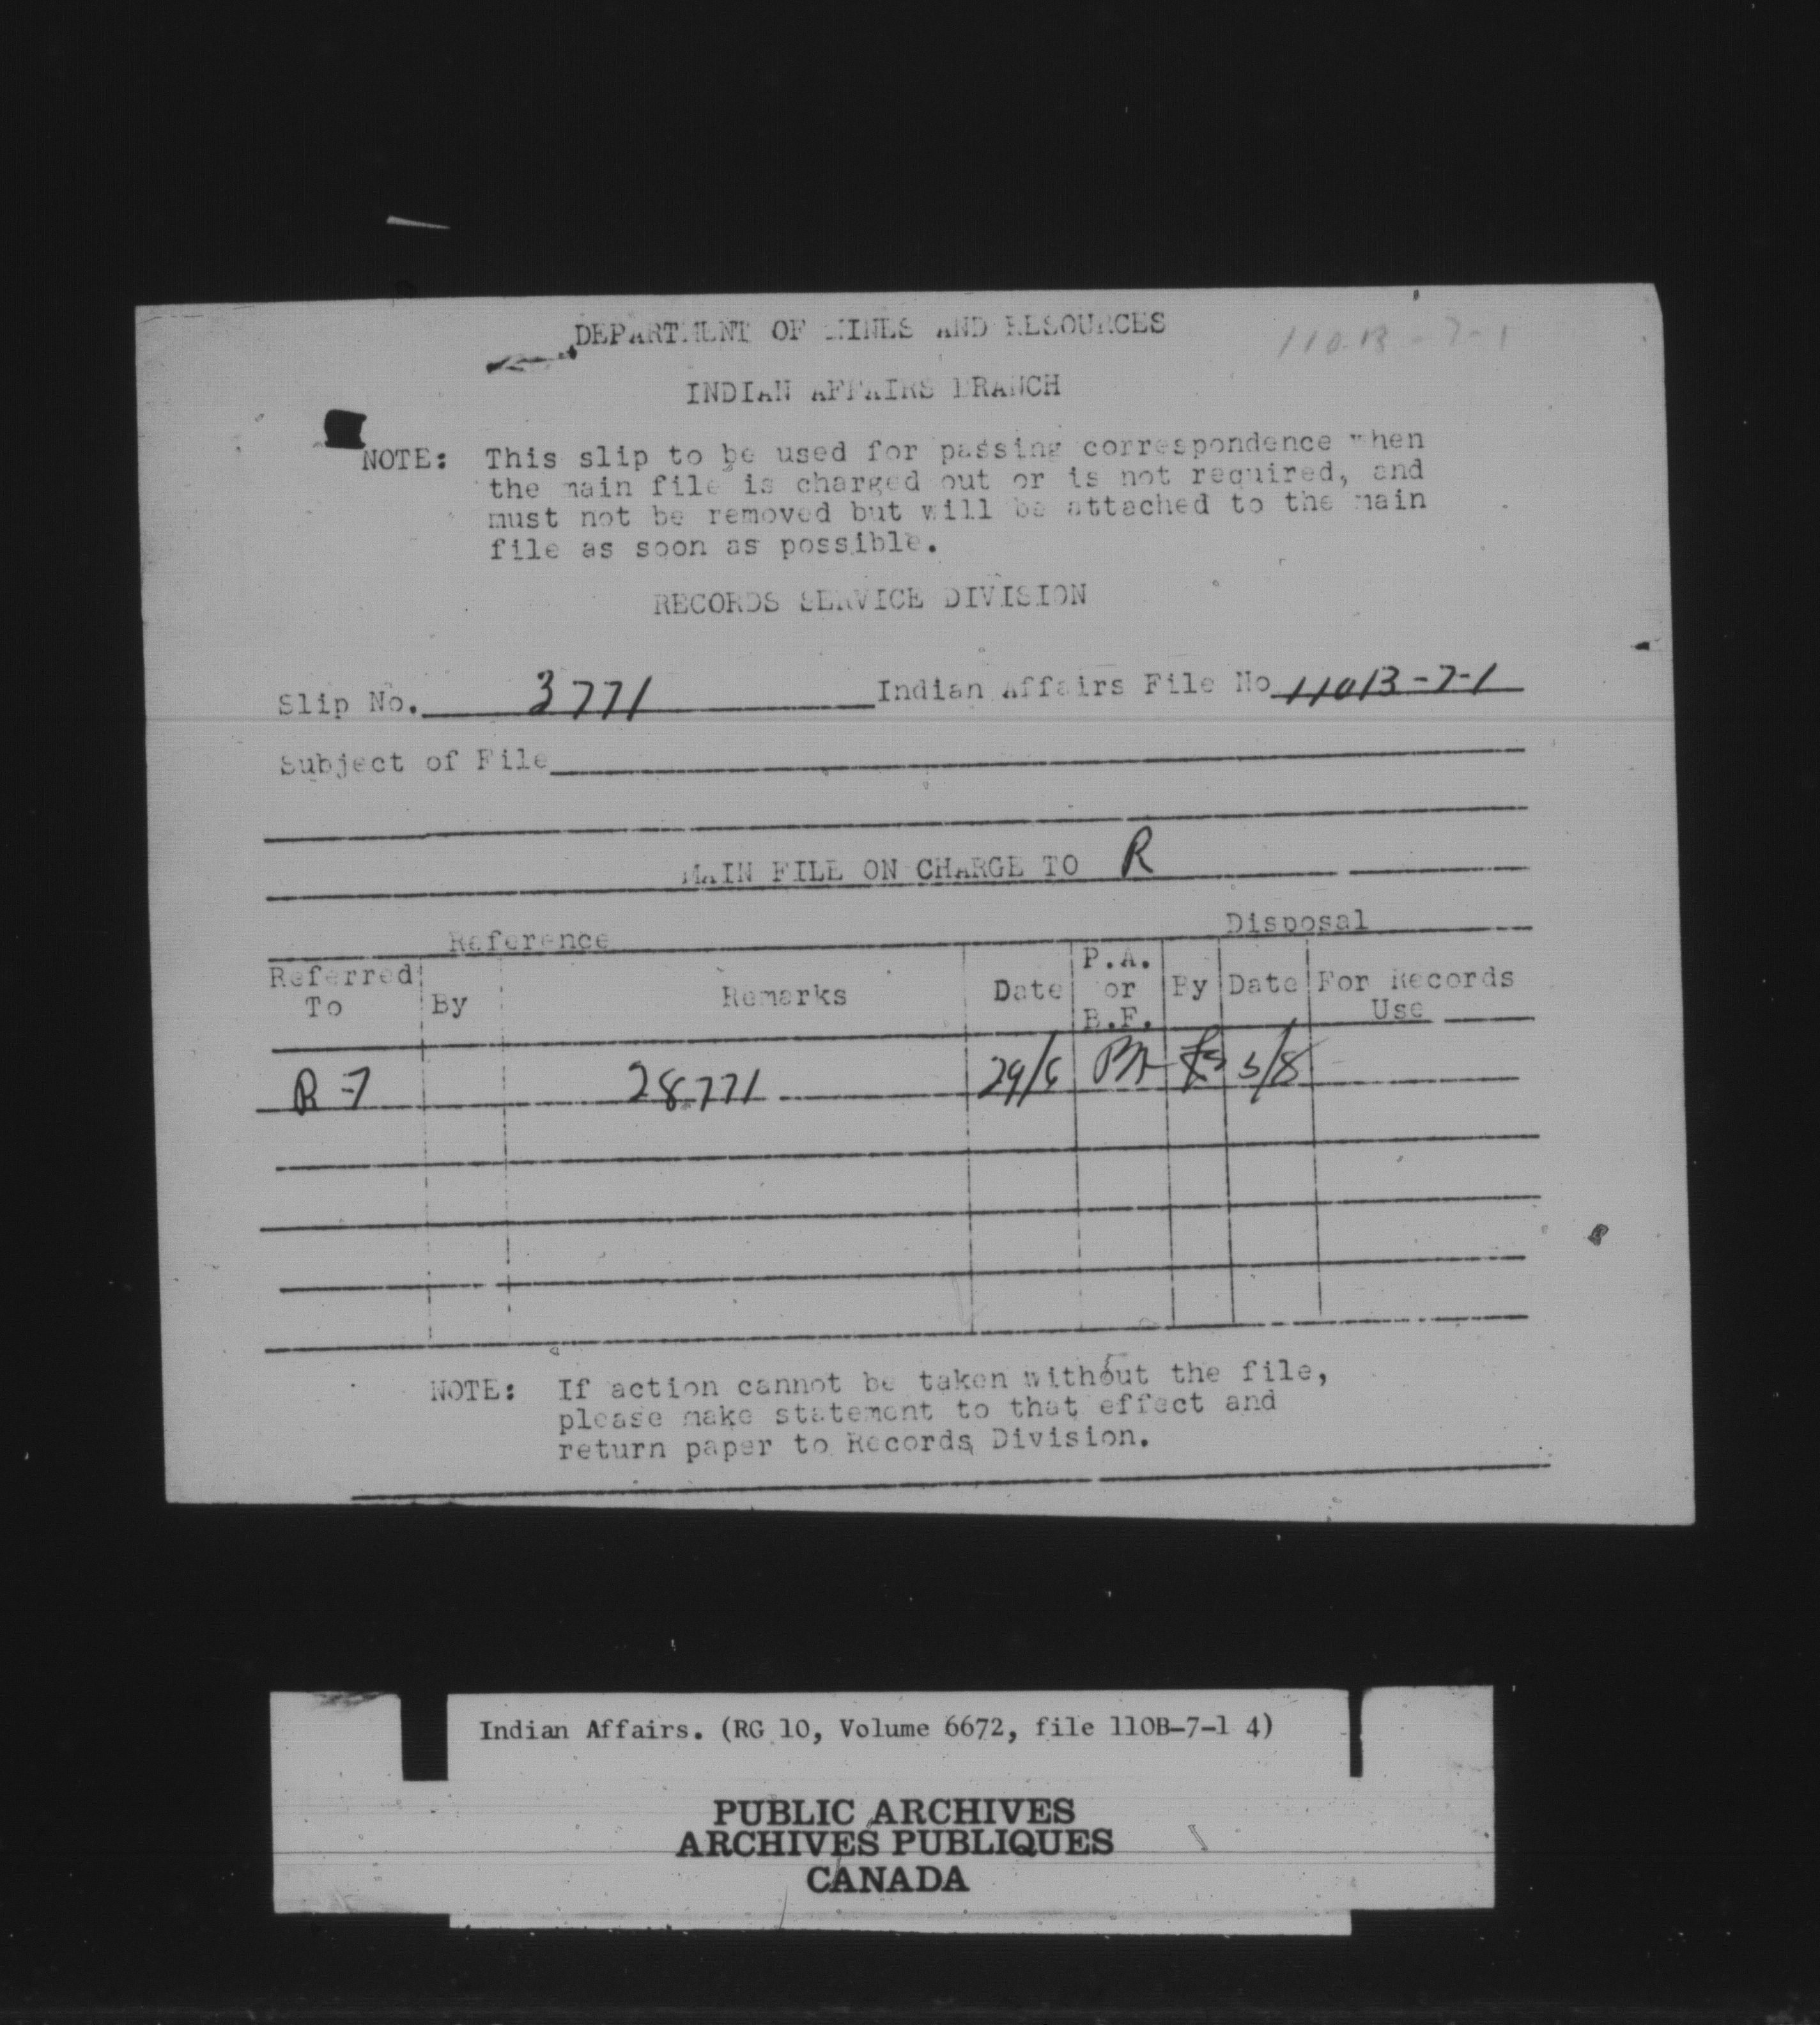 DEPARTMENT OF MINES AND RESOURCES
110B-7-1
INDIAN AFFAIRS BRANCH
NOTE: This slip to be used for passing correspondence when
the main file is charged out or is not required, and
must not be removed but will be attached to the main
file as soon as possible.
RECORDS SERVICE DIVISION
Slip No. 3771 Indian Affairs File No 110B-7-1
Subject of File
MAIN FILE ON CHARGE TO R
Reference Disposal
Referred To By Remarks Date P.A. or B.F. By Date For Records Use
R-7 28771 29/6 5/8
NOTE: If action cannot be taken without the file,
please make statement to that effect and
return paper to Records Division.
Indian Affairs. (RG 10, Volume 6672, file 110B-7-1 4)
PUBLIC ARCHIVES
ARCHIVES PUBLIQUES
CANADA